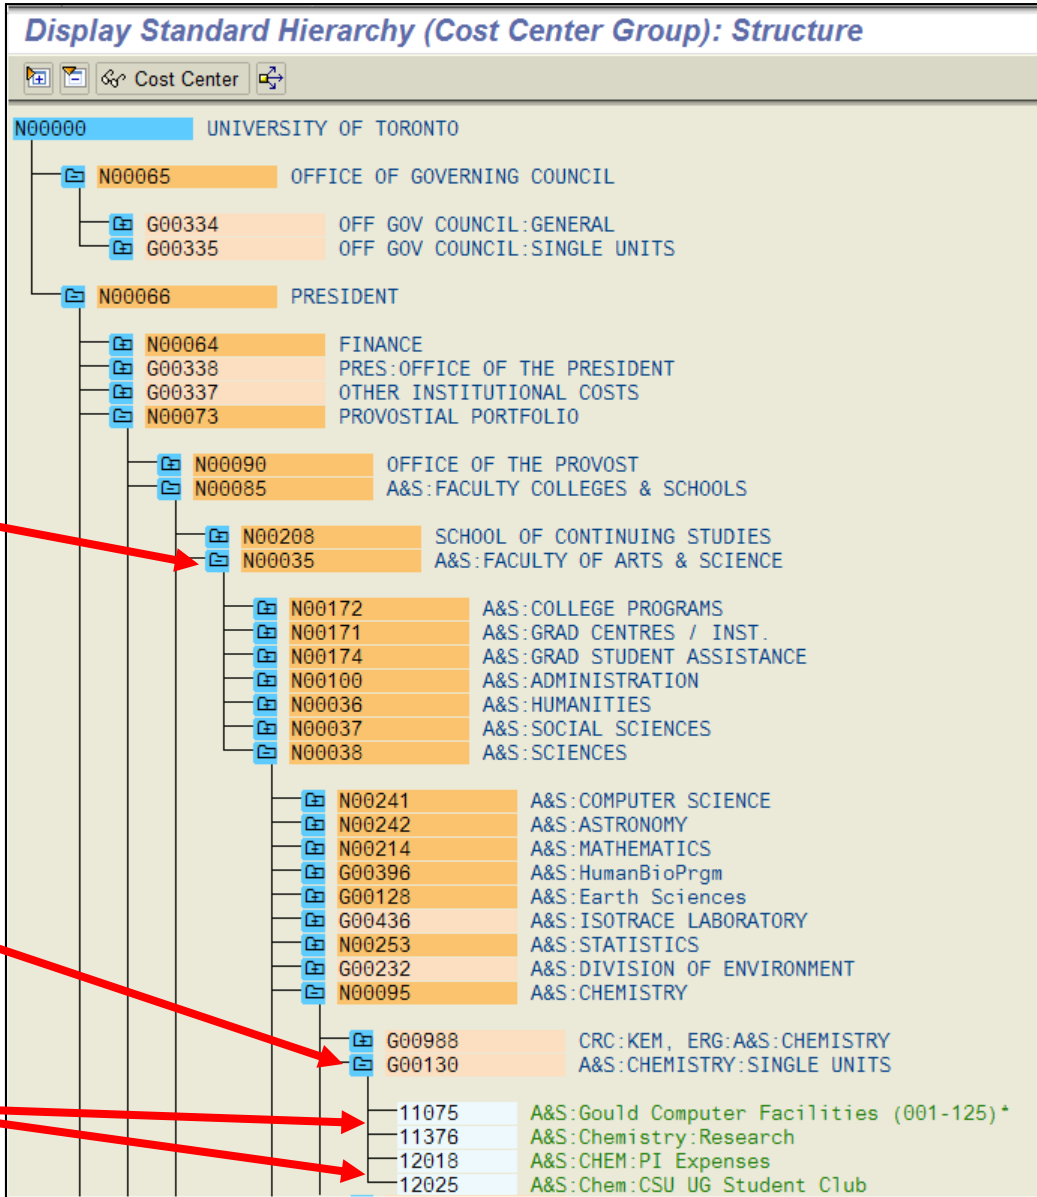 Display Standard Hierarchy (Cost Center Group): Structure
Cost Center
N00000 UNIVERSITY OF TORONTO
N00065 OFFICE OF GOVERNING COUNCIL
G00334 OFF GOV COUNCIL:GENERAL
G00335 OFF GOV COUNCIL:SINGLE UNITS
N00066 PRESIDENT
N00064 FINANCE
G00338 PRES:OFFICE OF THE PRESIDENT
G00337 OTHER INSTITUTIONAL COSTS
N00073 PROVOSTIAL PORTFOLIO
N00090 OFFICE OF THE PROVOST
N00085 A&S:FACULTY COLLEGES & SCHOOLS
N00208 SCHOOL OF CONTINUING STUDIES
N00035 A&S:FACULTY OF ARTS & SCIENCE
N00172 A&S:COLLEGE PROGRAMS
N00171 A&S:GRAD CENTRES / INST.
N00174 A&S:GRAD STUDENT ASSISTANCE
N00100 A&S:ADMINISTRATION
N00036 A&S:HUMANITIES
N00037 A&S:SOCIAL SCIENCES
N00038 A&S:SCIENCES
N00241 A&S:COMPUTER SCIENCE
N00242 A&S:ASTRONOMY
N00214 A&S:MATHEMATICS
G00396 A&S:HumanBioPrgm
G00128 A&S:Earth Sciences
G00436 A&S:ISOTRACE LABORATORY
N00253 A&S:STATISTICS
G00232 A&S:DIVISION OF ENVIRONMENT
N00095 A&S:CHEMISTRY
G00988 CRC:KEM, ERG:A&S:CHEMISTRY
G00130 A&S:CHEMISTRY:SINGLE UNITS
11075 A&S:Gould Computer Facilities (001-125)*
11376 A&S:Chemistry:Research
12018 A&S:CHEM:PI Expenses
12025 A&S:Chem:CSU UG Student Club